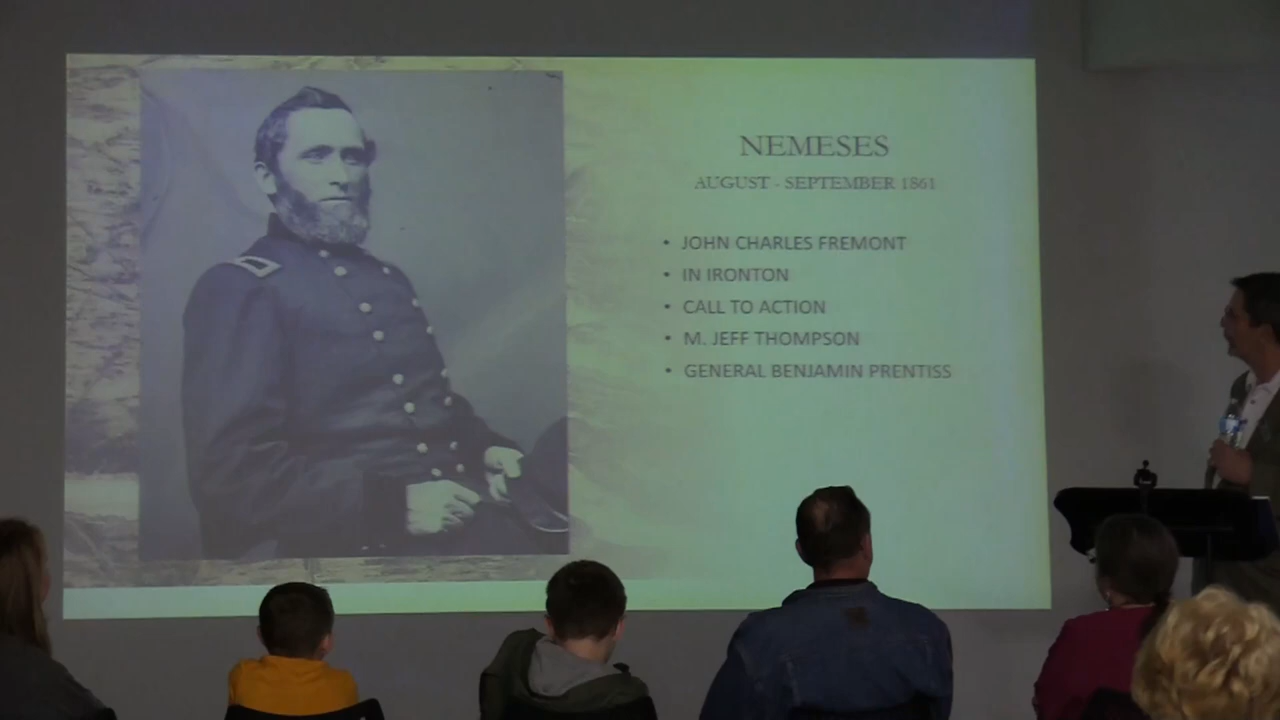 NEMESES
AUGUST - SEPTEMBER 1861
• JOHN CHARLES FREMONT
• IN IRONTON
• CALL TO ACTION
• M. JEFF THOMPSON
• GENERAL BENJAMIN PRENTISS